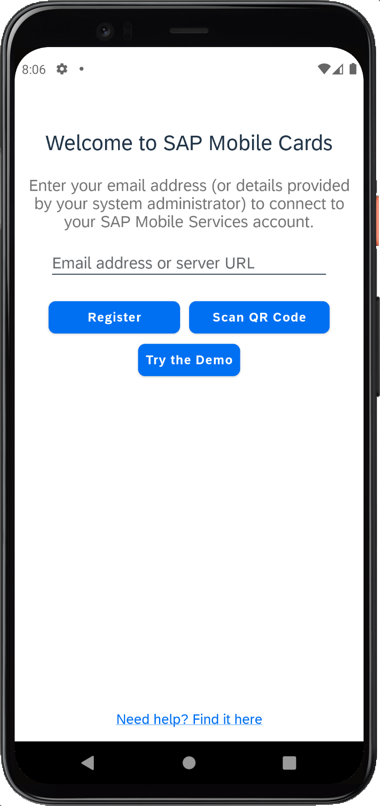 8:06
Welcome to SAP Mobile Cards
Enter your email address (or details provided
by your system administrator) to connect to
your SAP Mobile Services account.
Email address or server URL
Register
Scan QR Code
Try the Demo
Need help? Find it here